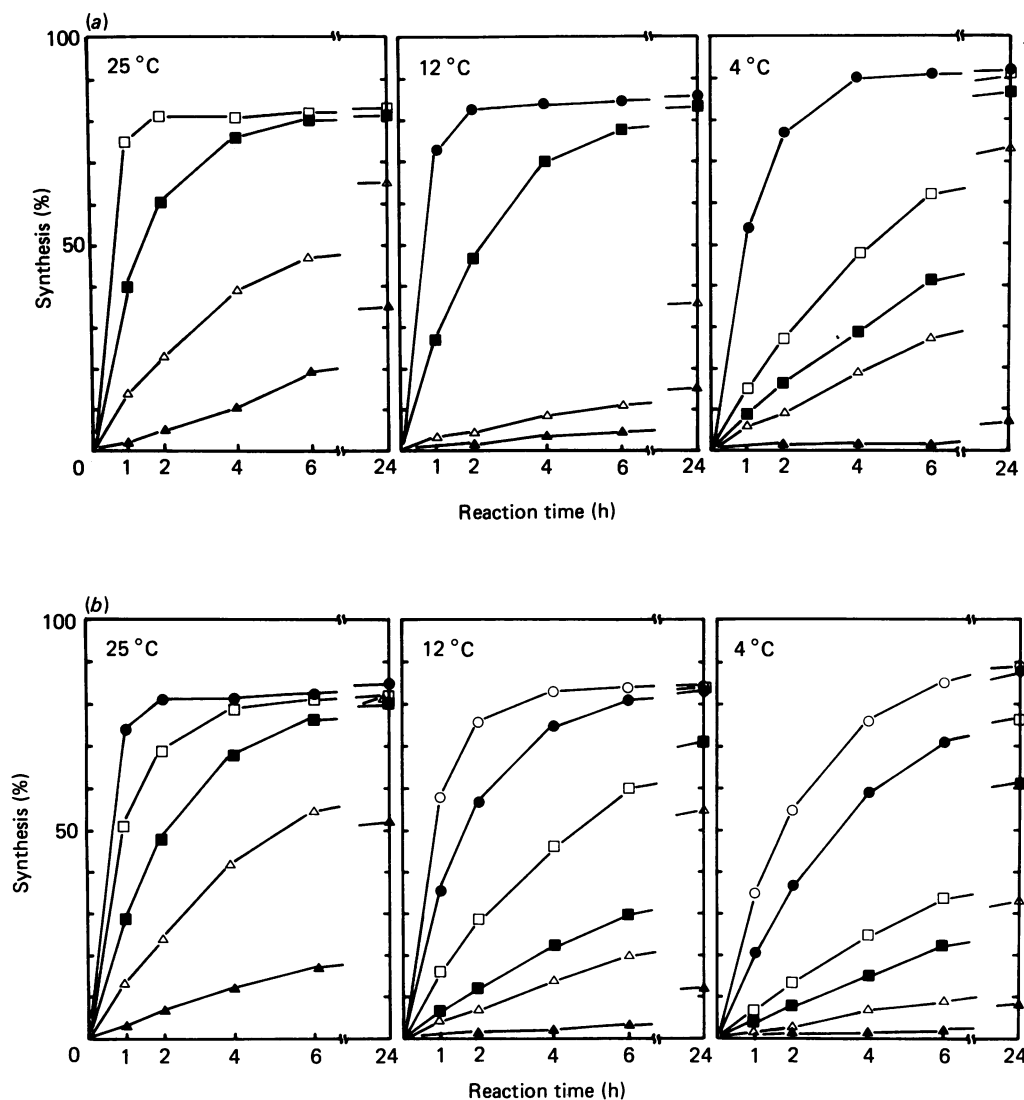 (a)
100
25 °C
12 °C
4 °C
50
Synthesis (%)
0 1 2 4 6 24 1 2 4 6 24 1 2 4 6 24
Reaction time (h)
(b)
100
25 °C
12 °C
4 °C
50
Synthesis (%)
0 1 2 4 6 24 1 2 4 6 24 1 2 4 6 24
Reaction time (h)